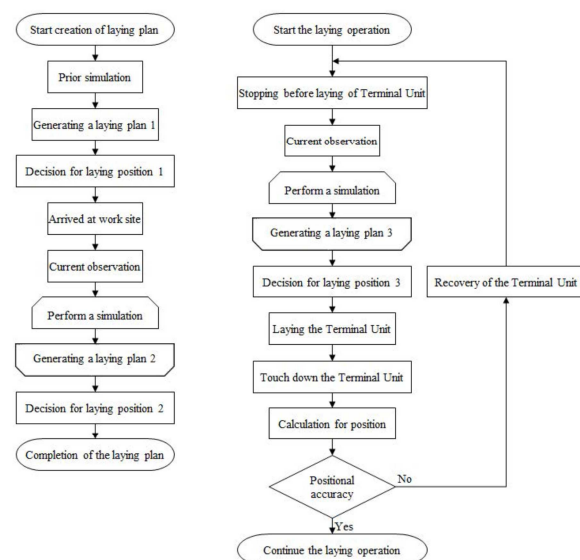 Start creation of laying plan
Prior simulation
Generating a laying plan 1
Decision for laying position 1
Arrived at work site
Current observation
Perform a simulation
Generating a laying plan 2
Decision for laying position 2
Completion of the laying plan
Start the laying operation
Stopping before laying of Terminal Unit
Current observation
Perform a simulation
Generating a laying plan 3
Decision for laying position 3
Laying the Terminal Unit
Touch down the Terminal Unit
Calculation for position
Positional
accuracy
No
Yes
Continue the laying operation
Recovery of the Terminal Unit